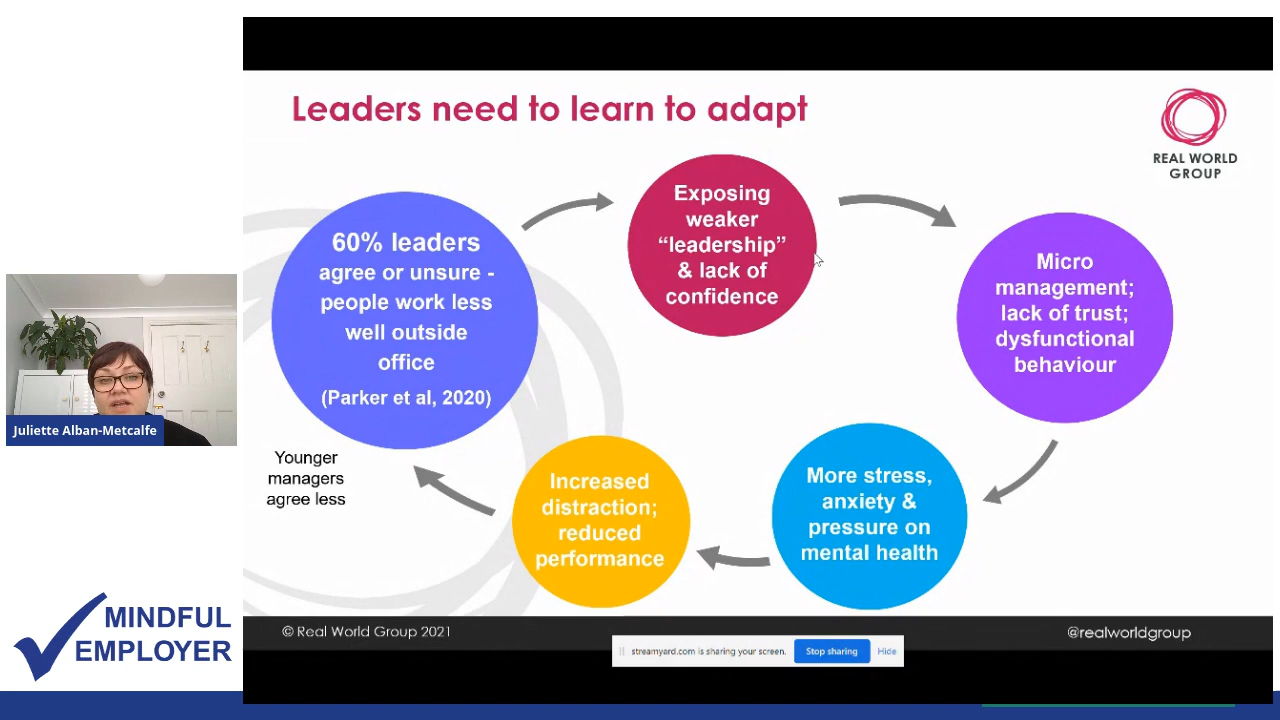 Leaders need to learn to adapt
REAL WORLD
GROUP
60% leaders
agree or unsure -
people work less
well outside
office
(Parker et al, 2020)
Exposing
weaker
“leadership”
& lack of
confidence
Micro
management;
lack of trust;
dysfunctional
behaviour
More stress,
anxiety &
pressure on
mental health
Increased
distraction;
reduced
performance
Younger
managers
agree less
Juliette Alban-Metcalfe
MINDFUL
EMPLOYER
© Real World Group 2021
@realworldgroup
streamyard.com is sharing your screen.
Stop sharing
Hide